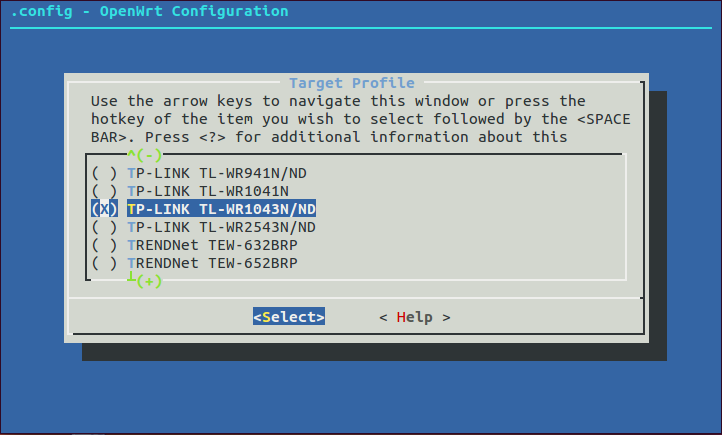 .config - OpenWrt Configuration
Target Profile
Use the arrow keys to navigate this window or press the
hotkey of the item you wish to select followed by the <SPACE
BAR>. Press <?> for additional information about this
^(-)
( ) TP-LINK TL-WR941N/ND
( ) TP-LINK TL-WR1041N
(X) TP-LINK TL-WR1043N/ND
( ) TP-LINK TL-WR2543N/ND
( ) TRENDNet TEW-632BRP
( ) TRENDNet TEW-652BRP
┴(+)
<Select> < Help >